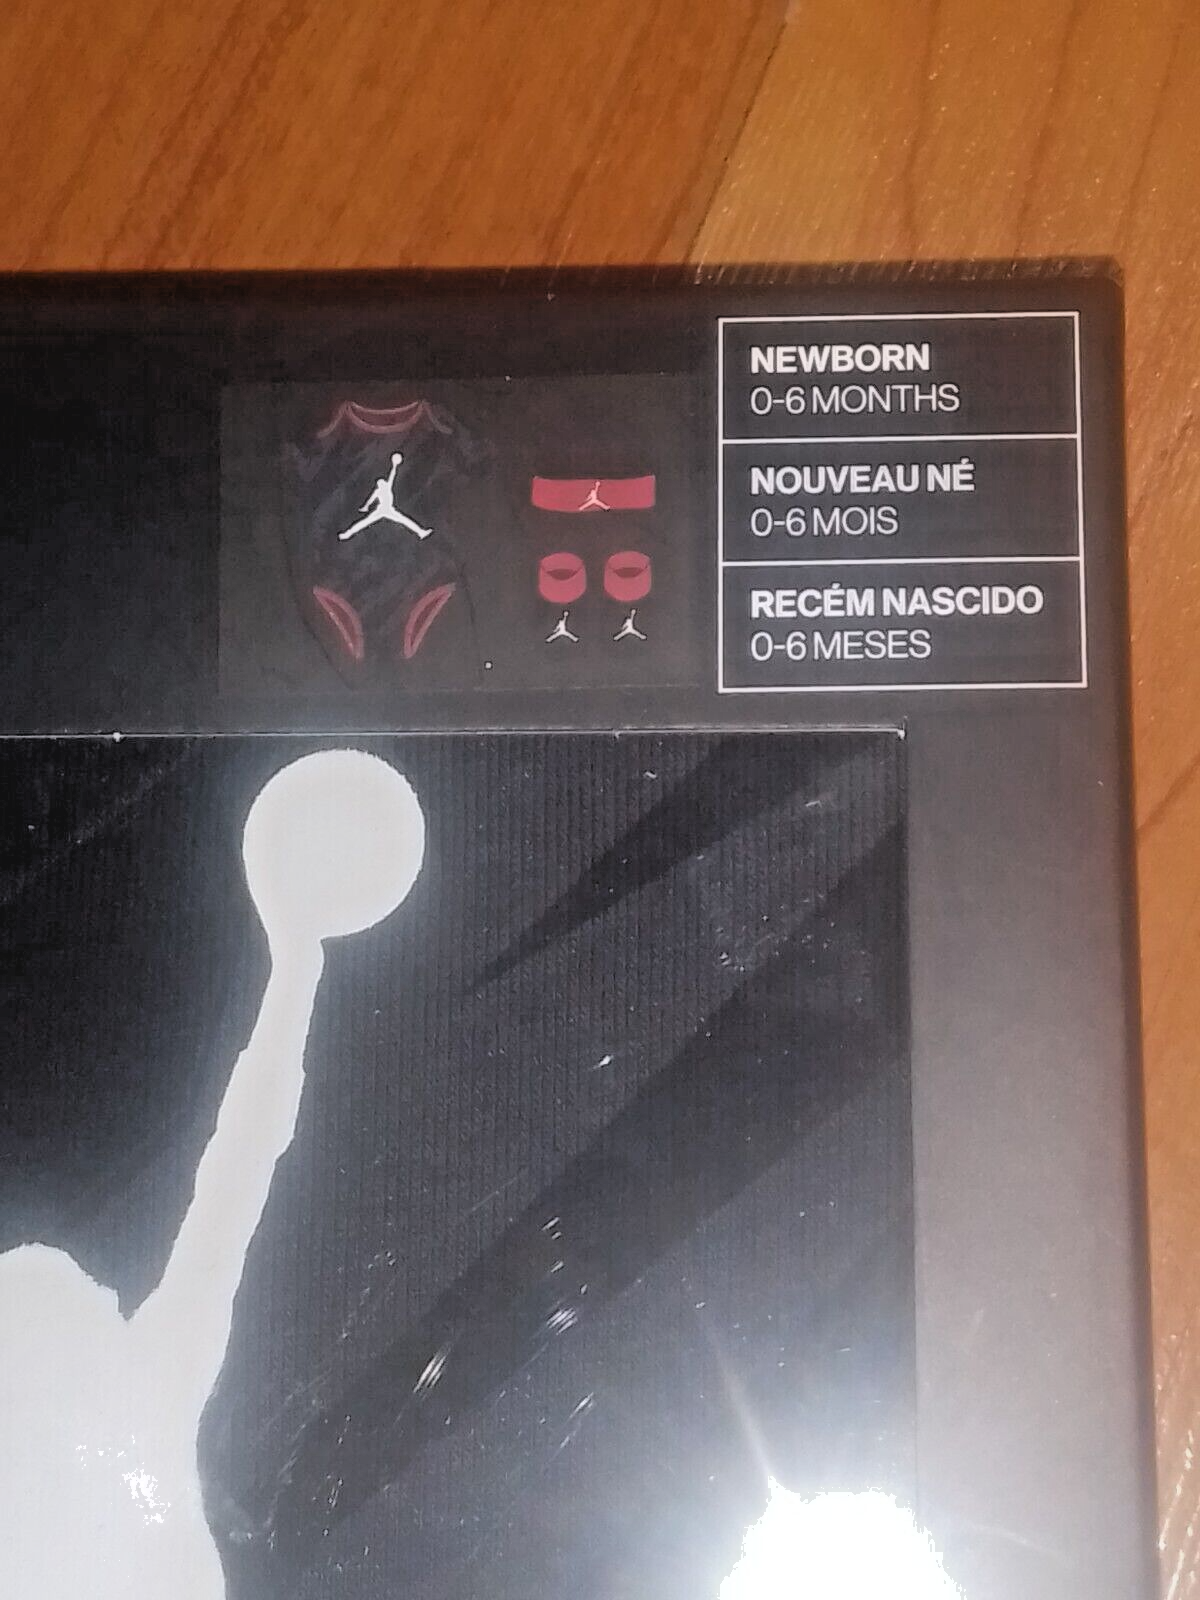 NEWBORN
0-6 MONTHS
NOUVEAU NÉ
0-6 MOIS
RECÉM NASCIDO
0-6 MESES